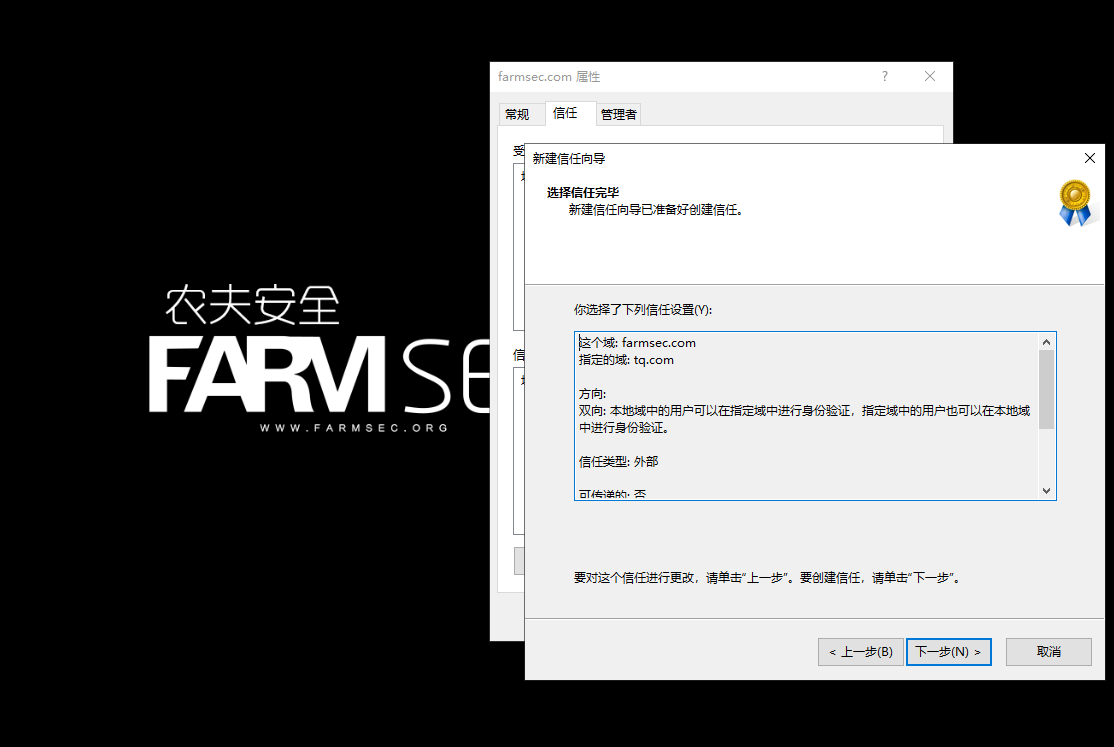 farmsec.com 属性
?
常规 信任 管理者
受
新建信任向导
选择信任完毕
新建信任向导已准备好创建信任。
你选择了下列信任设置(Y):
这个域: farmsec.com
指定的域: tq.com
方向:
双向: 本地域中的用户可以在指定域中进行身份验证，指定域中的用户也可以在本地域
中进行身份验证。
信任类型: 外部
可传递的: 否
农夫安全
FARMSE
WWW.FARMSEC.ORG
信
要对这个信任进行更改，请单击“上一步”。要创建信任，请单击“下一步”。
< 上一步(B) 下一步(N) > 取消